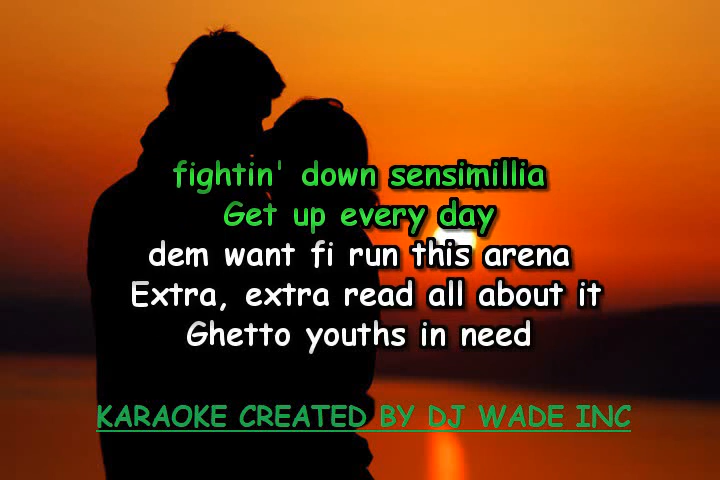 fightin' down sensimillia
Get up every day
dem want fi run this arena
Extra, extra read all about it
Ghetto youths in need
KARAOKE CREATED BY DJ WADE INC